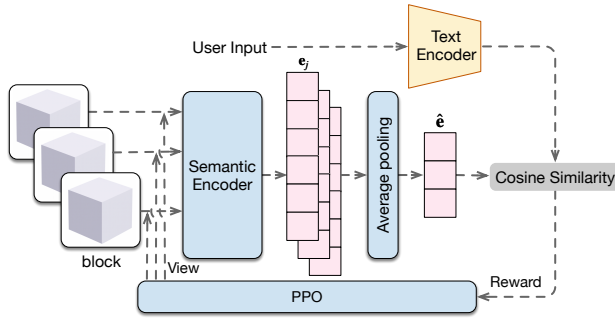 User Input
Text
Encoder
e_j
ê
Semantic
Encoder
Average pooling
Cosine Similarity
block
View
Reward
PPO